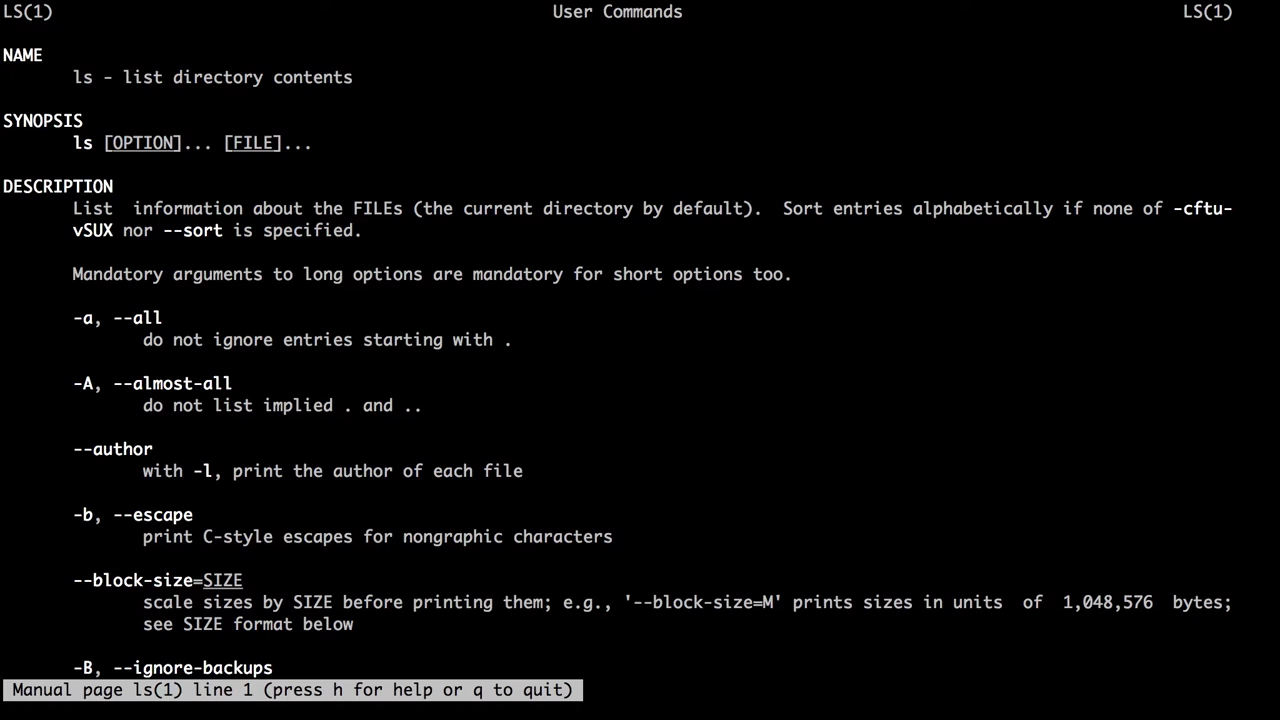 LS(1) User Commands LS(1)
NAME
ls - list directory contents
SYNOPSIS
ls [OPTION]... [FILE]...
DESCRIPTION
List  information about the FILEs (the current directory by default).  Sort entries alphabetically if none of -cftu-
vSUX nor --sort is specified.
Mandatory arguments to long options are mandatory for short options too.
-a, --all
do not ignore entries starting with .
-A, --almost-all
do not list implied . and ..
--author
with -l, print the author of each file
-b, --escape
print C-style escapes for nongraphic characters
--block-size=SIZE
scale sizes by SIZE before printing them; e.g., '--block-size=M' prints sizes in units  of  1,048,576  bytes;
see SIZE format below
-B, --ignore-backups
Manual page ls(1) line 1 (press h for help or q to quit)